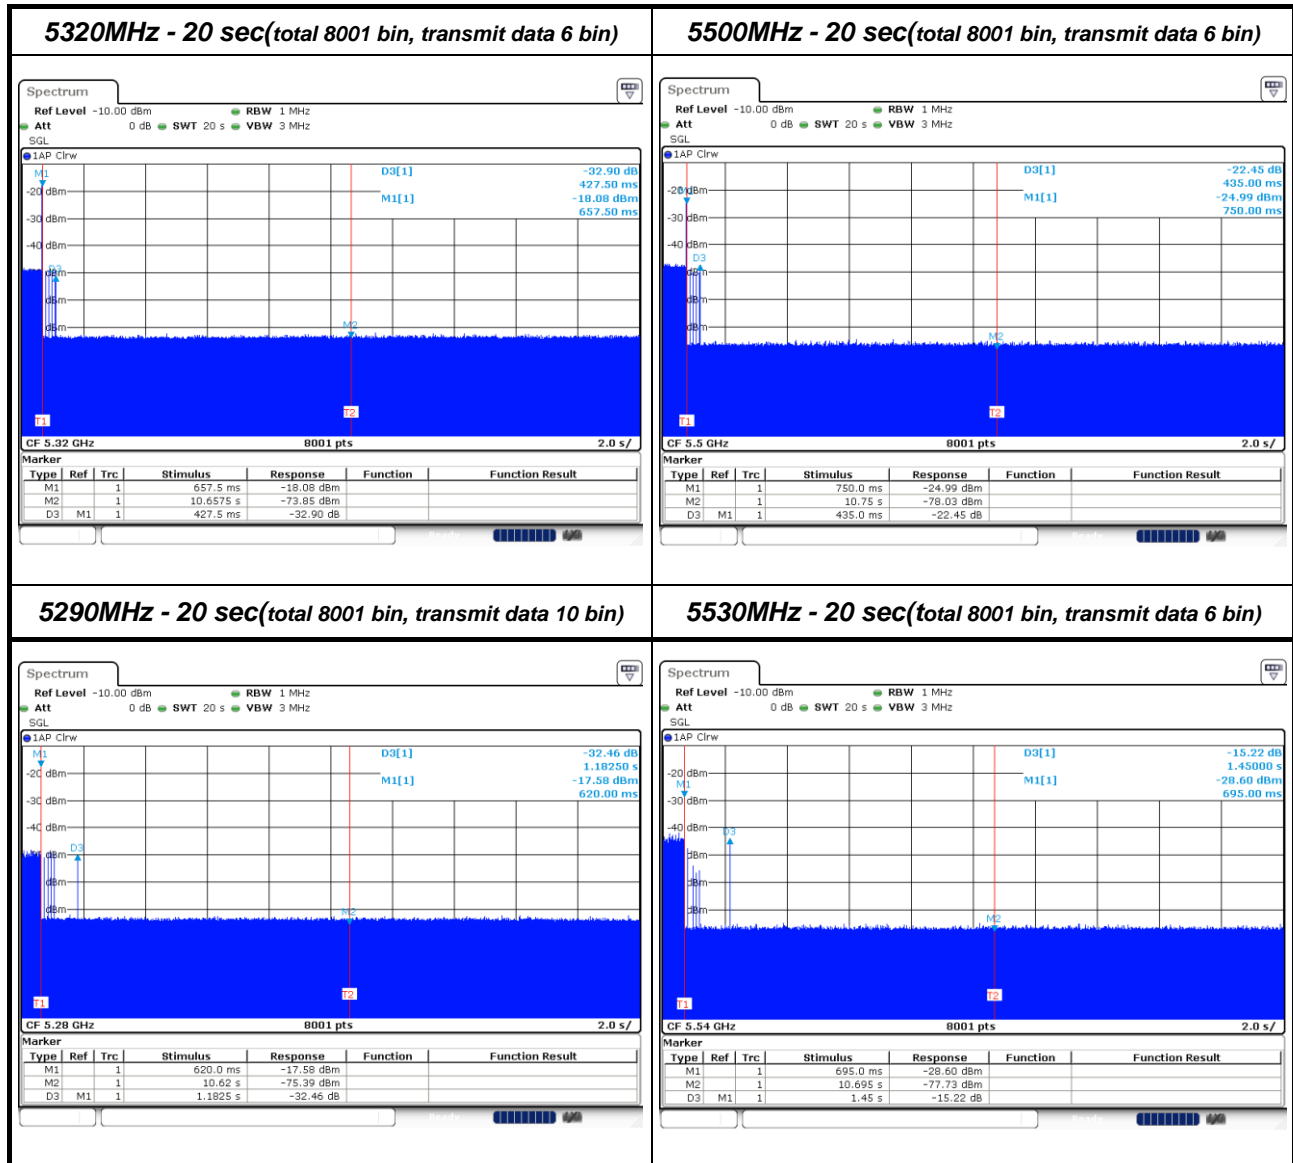 5320MHz - 20 sec(total 8001 bin, transmit data 6 bin)
Spectrum
Ref Level -10.00 dBm RBW 1 MHz
Att 0 dB SWT 20 s VBW 3 MHz
SGL
1AP Clrw
D3[1] -32.90 dB
427.50 ms
M1[1] -18.08 dBm
657.50 ms
M1
-20 dBm
-30 dBm
-40 dBm
D3
dBm
dBm
dBm
M2
T1
T2
CF 5.32 GHz 8001 pts 2.0 s/
Marker
Type Ref Trc Stimulus Response Function Function Result
M1 1 657.5 ms -18.08 dBm
M2 1 10.6575 s -73.85 dBm
D3 M1 1 427.5 ms -32.90 dB
5500MHz - 20 sec(total 8001 bin, transmit data 6 bin)
Spectrum
Ref Level -10.00 dBm RBW 1 MHz
Att 0 dB SWT 20 s VBW 3 MHz
SGL
1AP Clrw
D3[1] -22.45 dB
435.00 ms
M1[1] -24.99 dBm
750.00 ms
-20 dBm
-30 dBm
-40 dBm
D3
dBm
dBm
dBm
M2
T1
T2
CF 5.5 GHz 8001 pts 2.0 s/
Marker
Type Ref Trc Stimulus Response Function Function Result
M1 1 750.0 ms -24.99 dBm
M2 1 10.75 s -78.03 dBm
D3 M1 1 435.0 ms -22.45 dB
5290MHz - 20 sec(total 8001 bin, transmit data 10 bin)
Spectrum
Ref Level -10.00 dBm RBW 1 MHz
Att 0 dB SWT 20 s VBW 3 MHz
SGL
1AP Clrw
D3[1] -32.46 dB
1.18250 s
M1[1] -17.58 dBm
620.00 ms
M1
-20 dBm
-30 dBm
-40 dBm
D3
dBm
dBm
dBm
M2
T1
T2
CF 5.28 GHz 8001 pts 2.0 s/
Marker
Type Ref Trc Stimulus Response Function Function Result
M1 1 620.0 ms -17.58 dBm
M2 1 10.62 s -75.39 dBm
D3 M1 1 1.1825 s -32.46 dB
5530MHz - 20 sec(total 8001 bin, transmit data 6 bin)
Spectrum
Ref Level -10.00 dBm RBW 1 MHz
Att 0 dB SWT 20 s VBW 3 MHz
SGL
1AP Clrw
D3[1] -15.22 dB
1.45000 s
M1[1] -28.60 dBm
695.00 ms
-20 dBm
M1
-30 dBm
-40 dBm
D3
dBm
dBm
dBm
M2
T1
T2
CF 5.54 GHz 8001 pts 2.0 s/
Marker
Type Ref Trc Stimulus Response Function Function Result
M1 1 695.0 ms -28.60 dBm
M2 1 10.695 s -77.73 dBm
D3 M1 1 1.45 s -15.22 dB